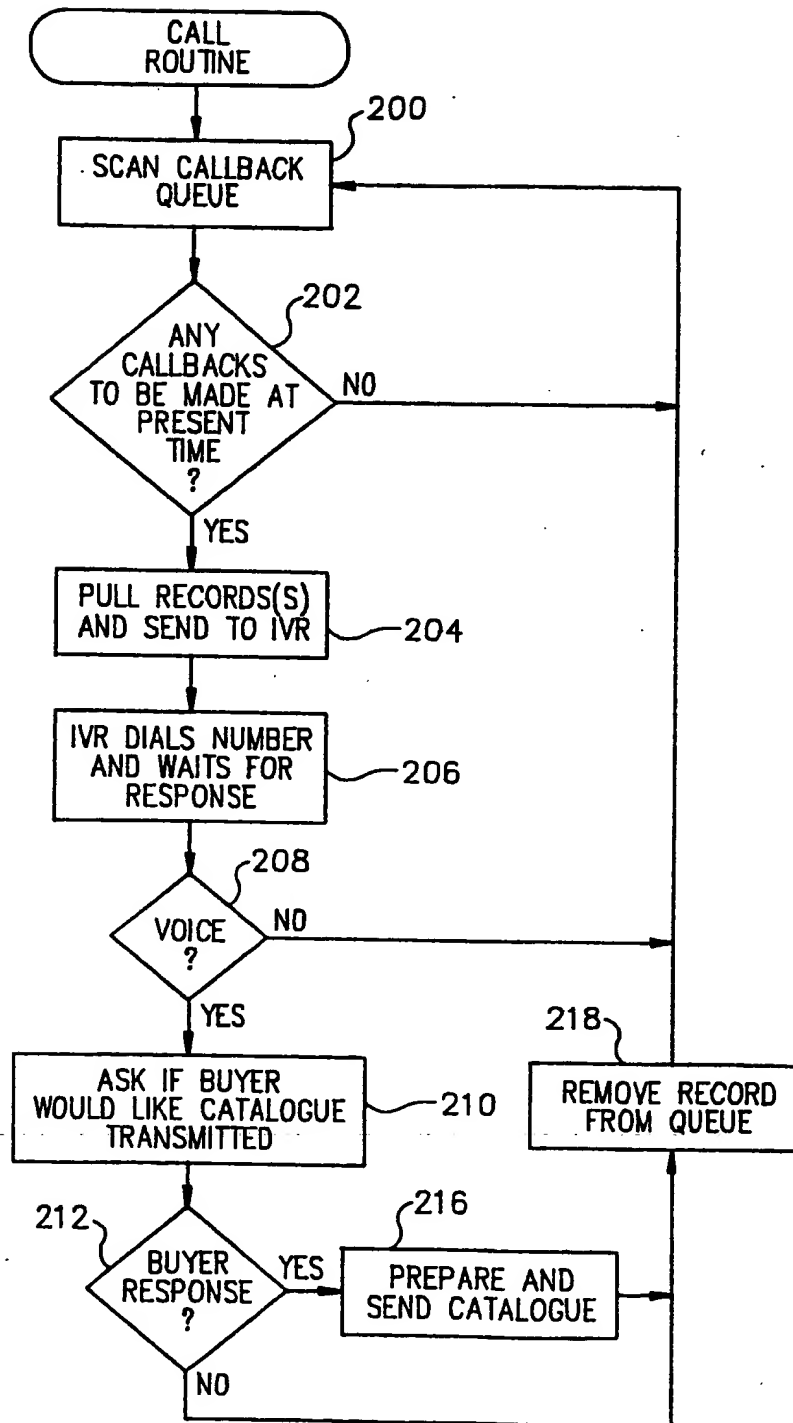 CALL
ROUTINE
200
SCAN CALLBACK
QUEUE
202
ANY
CALLBACKS
TO BE MADE AT
PRESENT
TIME
?
NO
YES
PULL RECORDS(S)
AND SEND TO IVR
204
IVR DIALS NUMBER
AND WAITS FOR
RESPONSE
206
208
VOICE
?
NO
YES
218
ASK IF BUYER
WOULD LIKE CATALOGUE
TRANSMITTED
210
REMOVE RECORD
FROM QUEUE
212
216
BUYER
RESPONSE
?
YES
PREPARE AND
SEND CATALOGUE
NO